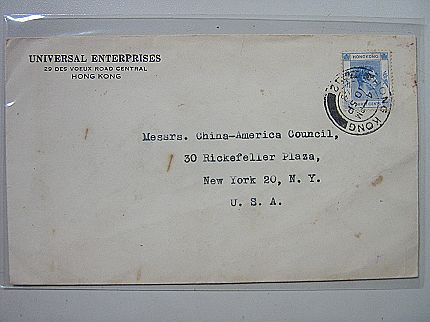 UNIVERSAL ENTERPRISES
29 DES VOEUX ROAD CENTRAL
HONG KONG
HONG KONG
CENT
HONG KONG
Messrs. China-America Council,
30 Rickefeller Plaza,
New York 20, N. Y.
U. S. A.